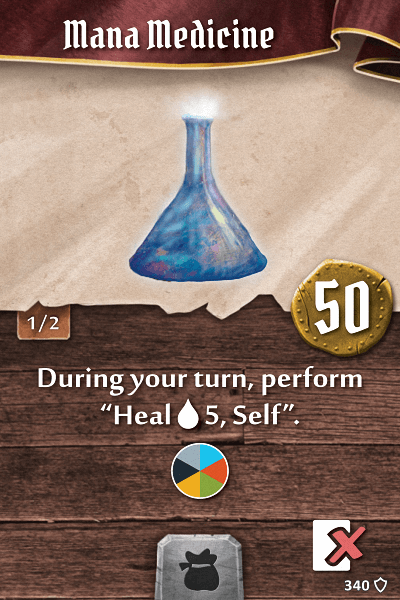 Mana Medicine
50
1/2
During your turn, perform
“Heal 5, Self”.
340